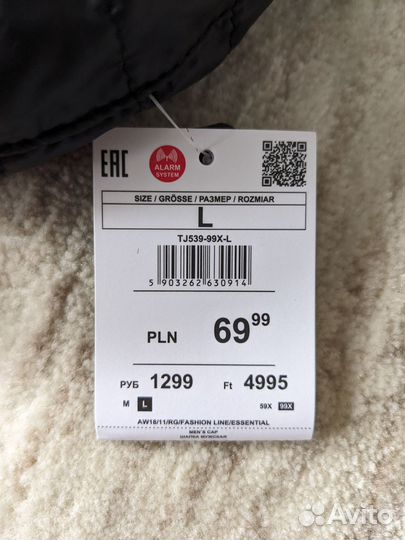 EAC
ALARM
SYSTEM
SIZE / GRÖSSE / РАЗМЕР / ROZMIAR
L
TJ539-99X-L
5 903262 630914
PLN 69 99
РУБ 1299 Ft 4995
M L 59X 99X
AW18/11/RG/FASHION LINE/ESSENTIAL
MEN`S CAP
ШАПКА МУЖСКАЯ
Avito